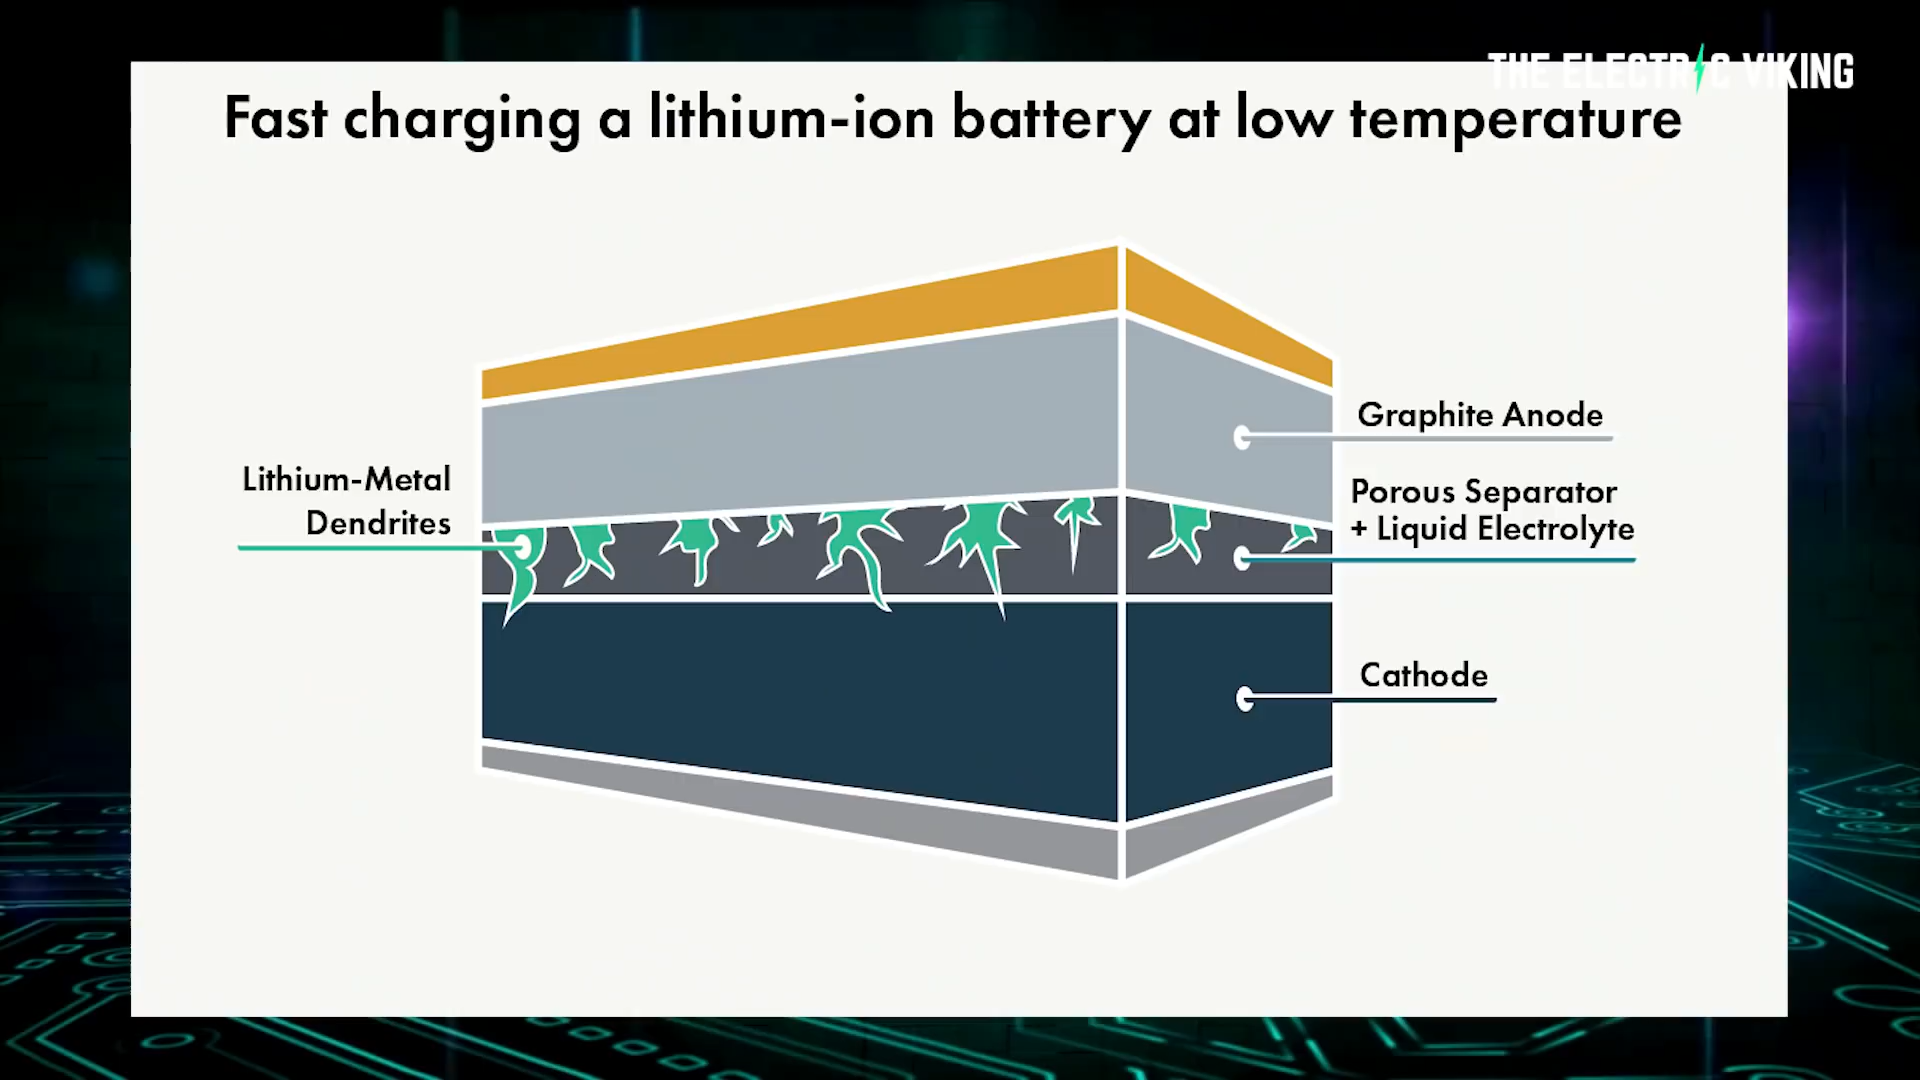 THE ELECTRIC VIKING
Fast charging a lithium-ion battery at low temperature
Graphite Anode
Lithium-Metal
Dendrites
Porous Separator
+ Liquid Electrolyte
Cathode